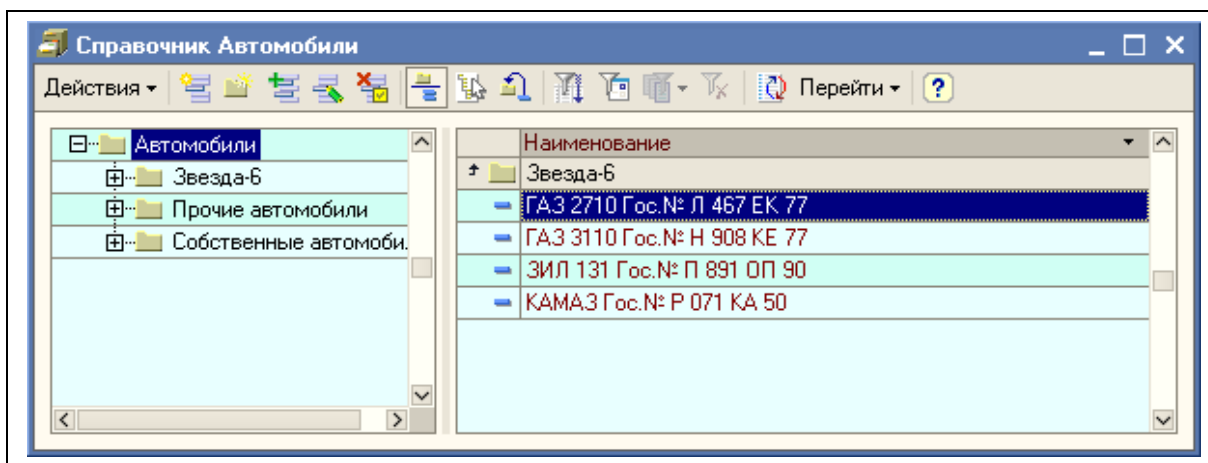 Справочник Автомобили
Действия Перейти ?
Автомобили
Звезда-6
Прочие автомобили
Собственные автомоби.
Наименование
Звезда-6
ГАЗ 2710 Гос.№ Л 467 ЕК 77
ГАЗ 3110 Гос.№ Н 908 КЕ 77
ЗИЛ 131 Гос.№ П 891 ОП 90
КАМАЗ Гос.№ Р 071 КА 50